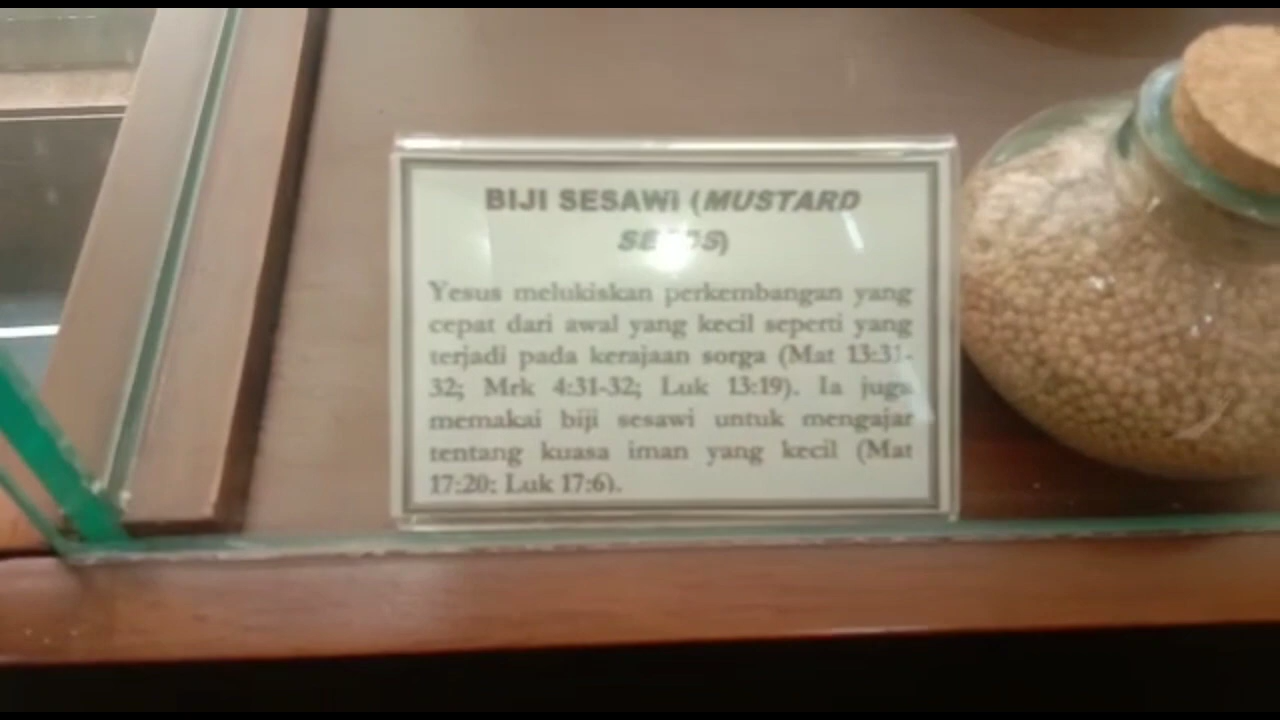 BIJI SESAWI (MUSTARD
SEEDS)
Yesus melukiskan perkembangan yang
cepat dari awal yang kecil seperti yang
terjadi pada kerajaan sorga (Mat 13:31-
32; Mrk 4:31-32; Luk 13:19). Ia juga
memakai biji sesawi untuk mengajar
tentang kuasa iman yang kecil (Mat
17:20; Luk 17:6).